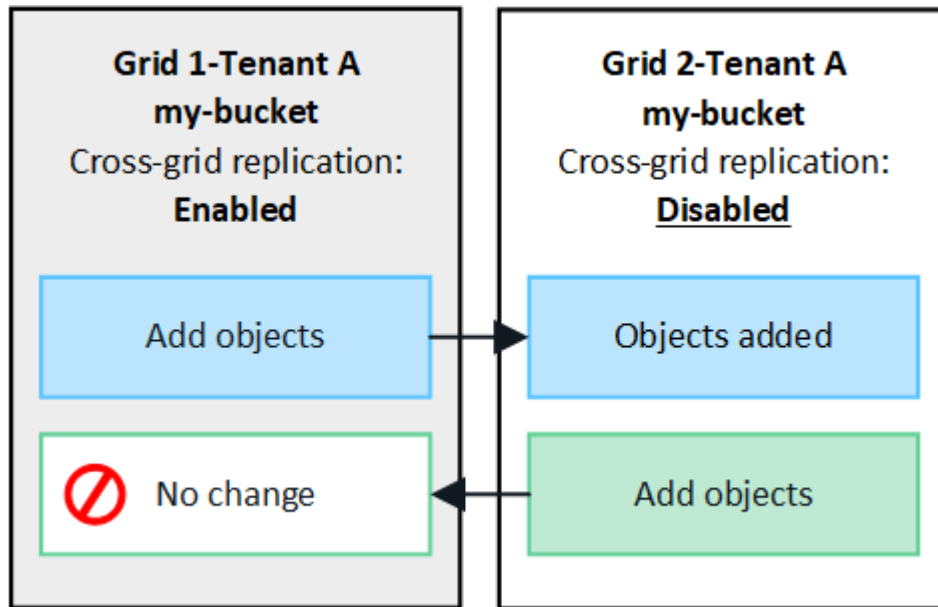 Grid 1-Tenant A
my-bucket
Cross-grid replication:
Enabled
Add objects
No change
Grid 2-Tenant A
my-bucket
Cross-grid replication:
Disabled
Objects added
Add objects